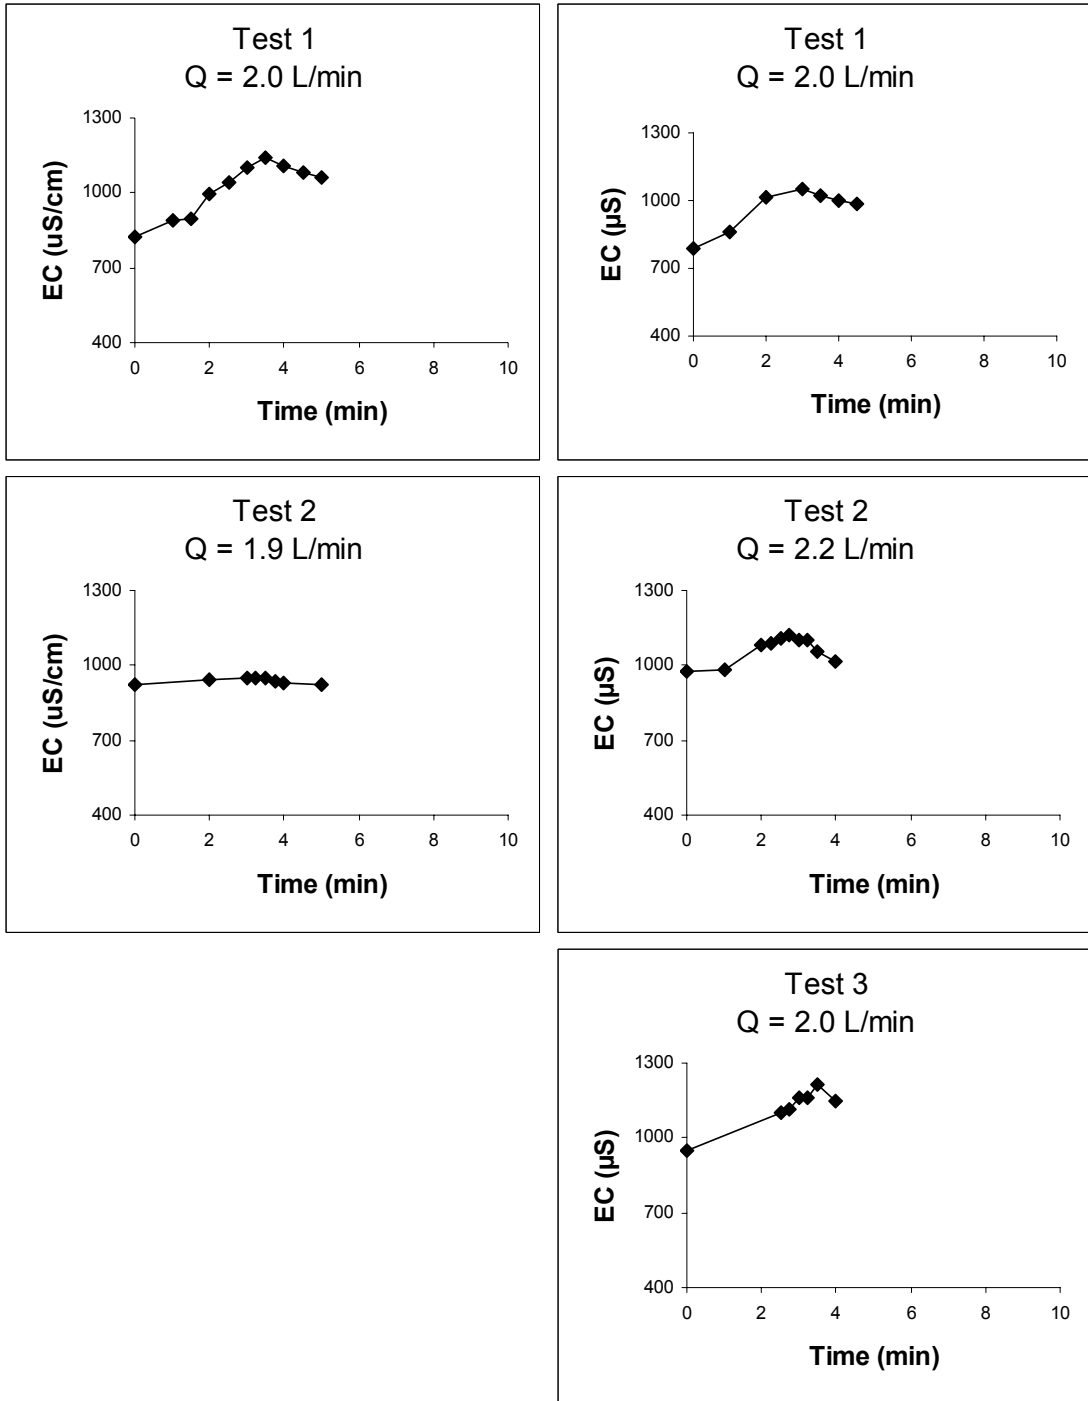 Test 1
Q = 2.0 L/min
1300
1000
700
400
EC (uS/cm)
0 2 4 6 8 10
Time (min)
Test 1
Q = 2.0 L/min
1300
1000
700
400
EC (µS)
0 2 4 6 8 10
Time (min)
Test 2
Q = 1.9 L/min
1300
1000
700
400
EC (uS/cm)
0 2 4 6 8 10
Time (min)
Test 2
Q = 2.2 L/min
1300
1000
700
400
EC (µS)
0 2 4 6 8 10
Time (min)
Test 3
Q = 2.0 L/min
1300
1000
700
400
EC (µS)
0 2 4 6 8 10
Time (min)